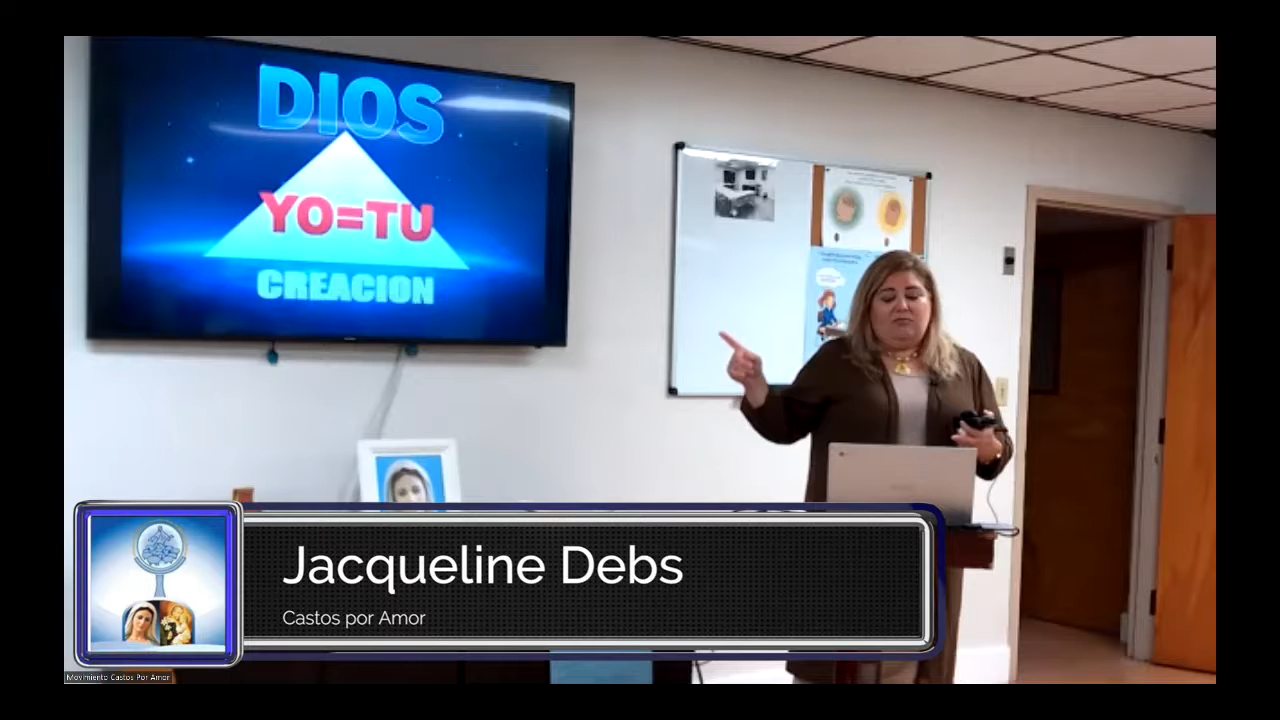 DIOS
YO=TU
CREACION
Jacqueline Debs
Castos por Amor
Movimiento Castos Por Amor